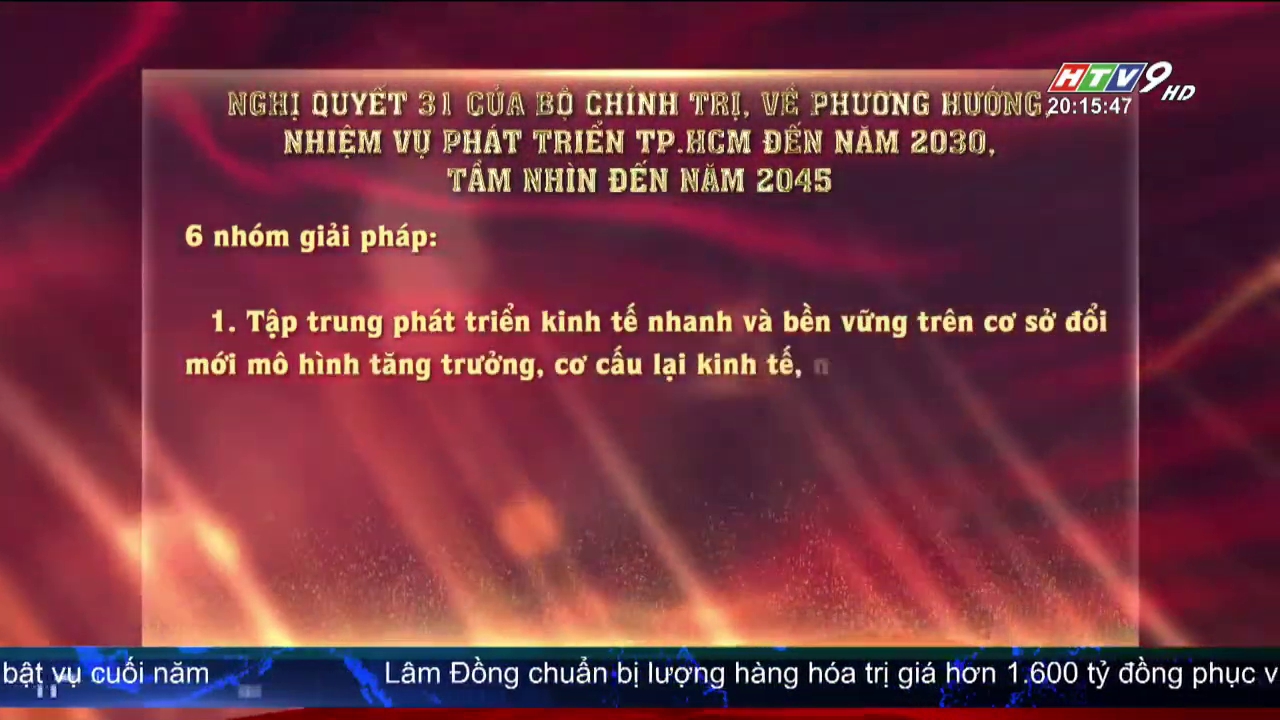 HTV9 HD
20:15:47
NGHỊ QUYẾT 31 CỦA BỘ CHÍNH TRỊ, VỀ PHƯƠNG HƯỚNG,
NHIỆM VỤ PHÁT TRIỂN TP.HCM ĐẾN NĂM 2030,
TẦM NHÌN ĐẾN NĂM 2045
6 nhóm giải pháp:
1. Tập trung phát triển kinh tế nhanh và bền vững trên cơ sở đổi
mới mô hình tăng trưởng, cơ cấu lại kinh tế, n
bật vụ cuối năm Lâm Đồng chuẩn bị lượng hàng hóa trị giá hơn 1.600 tỷ đồng phục v